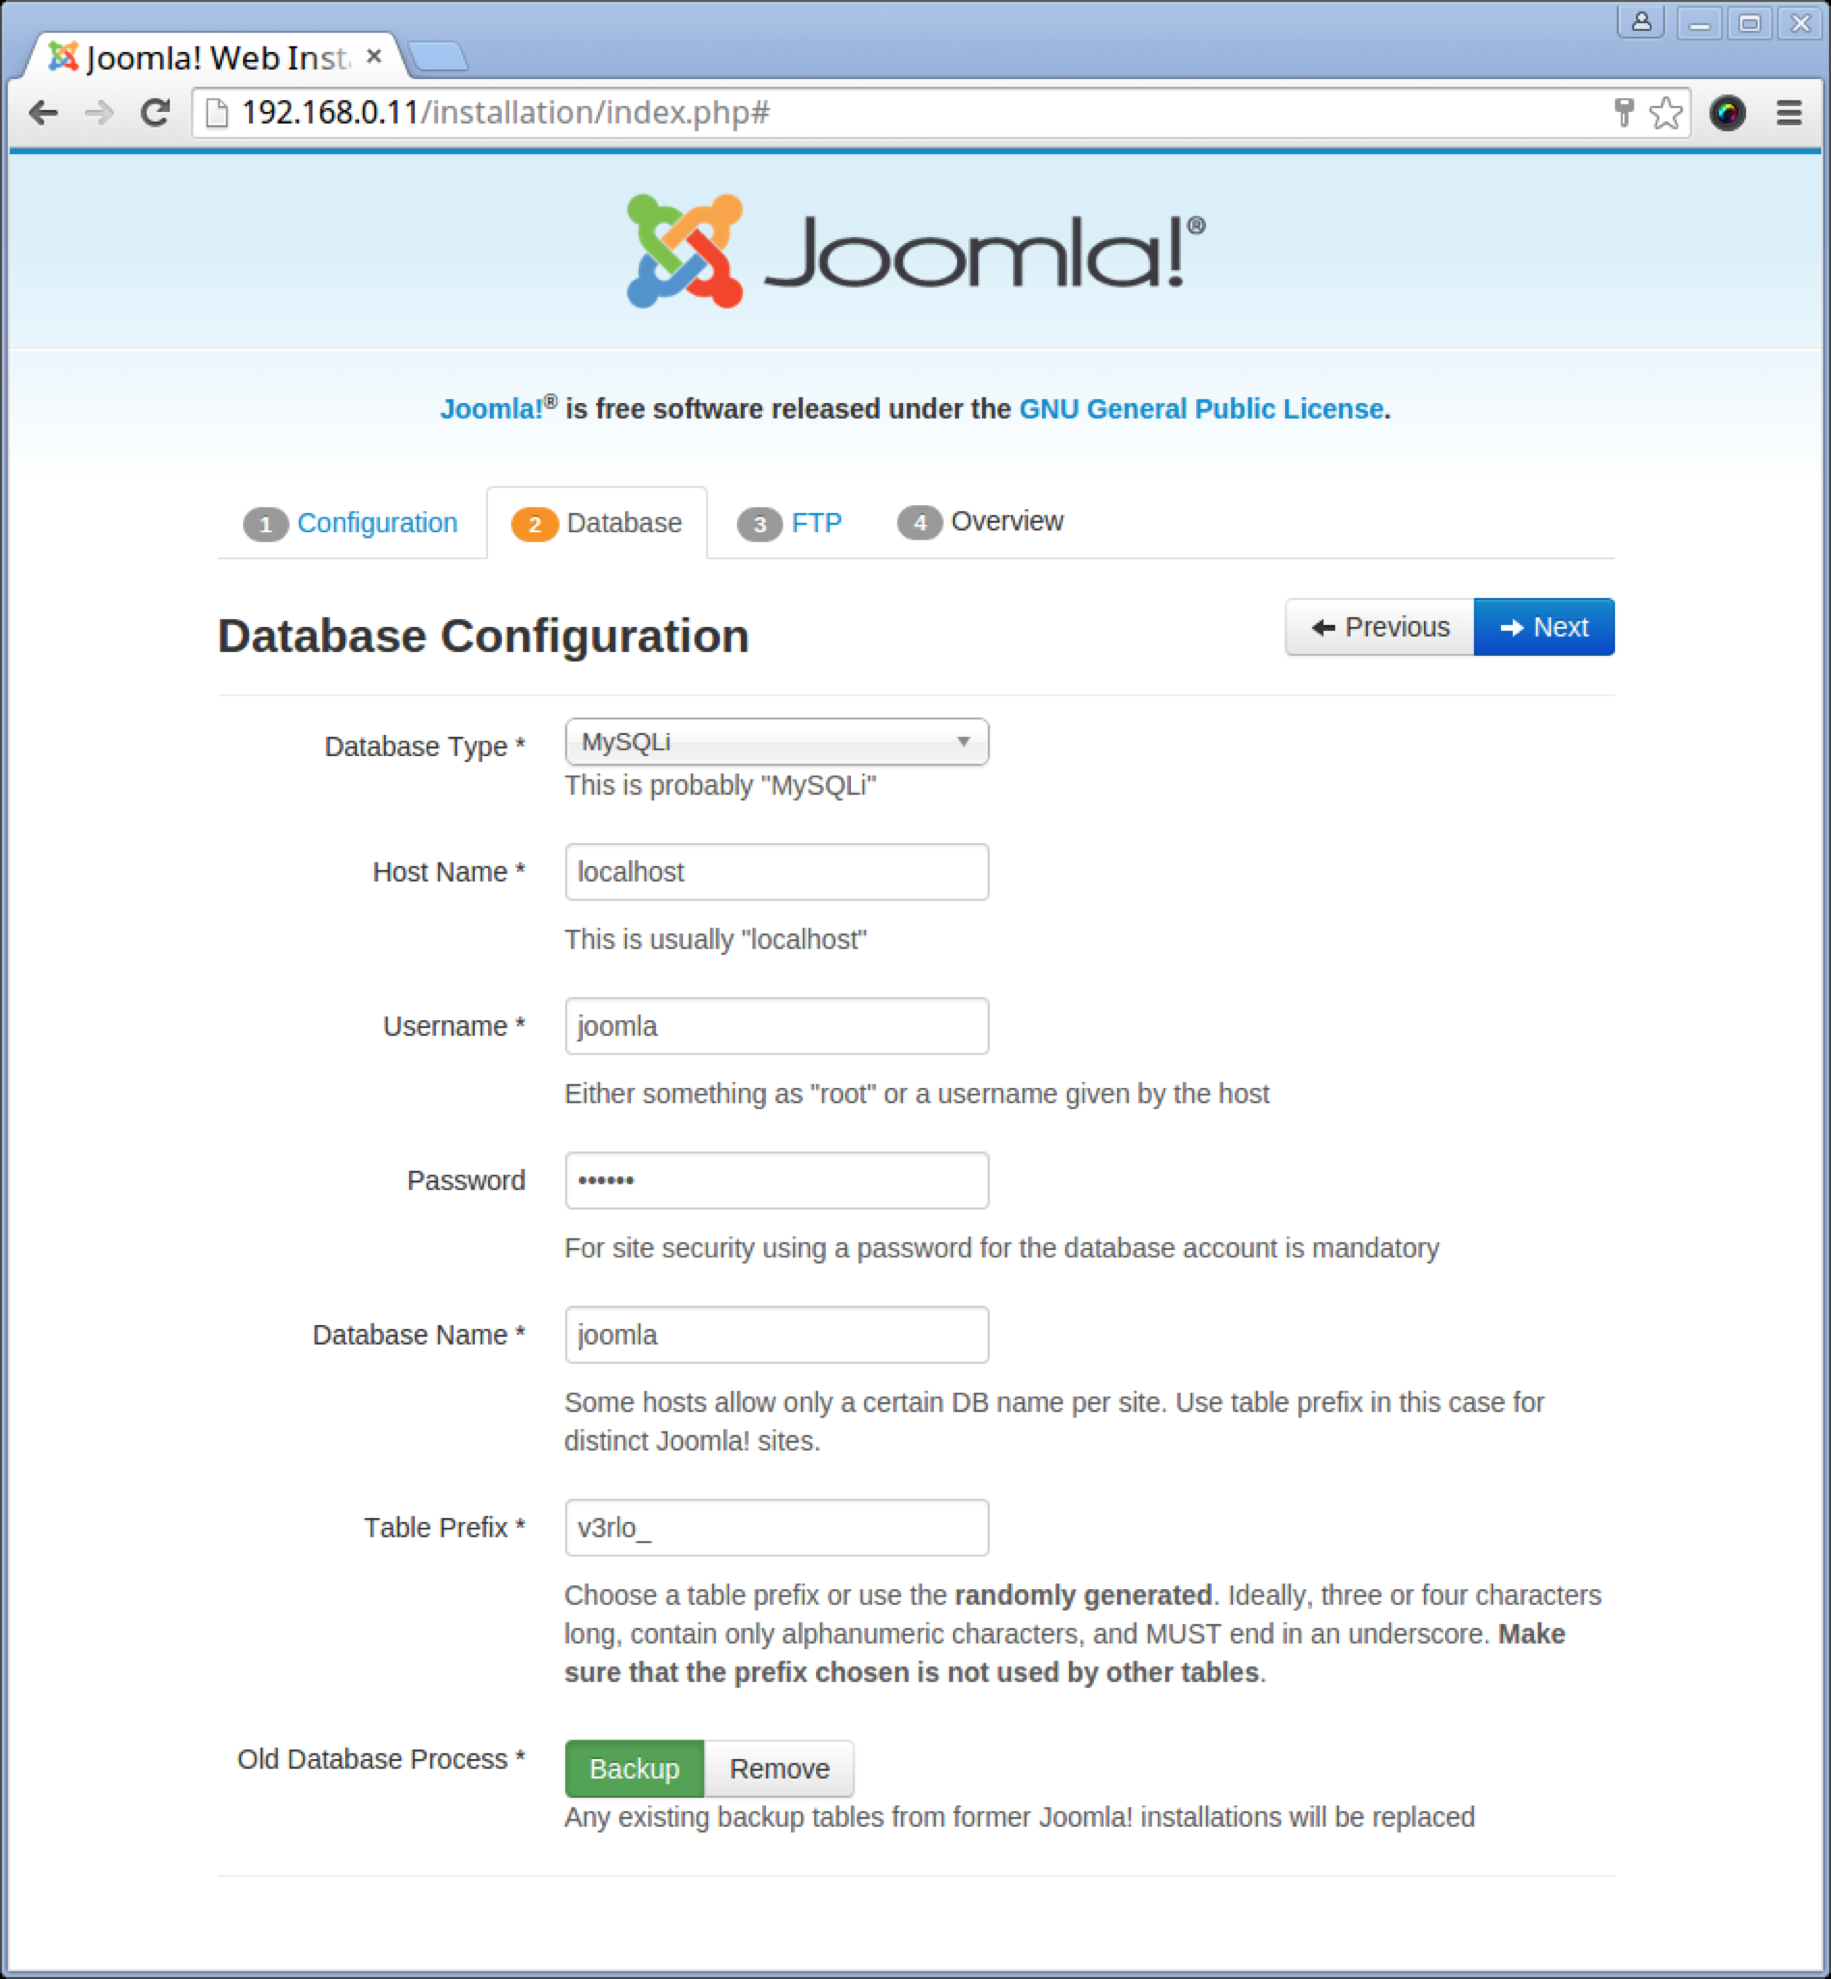 Joomla! Web Inst
192.168.0.11/installation/index.php#
Joomla!®
Joomla!® is free software released under the GNU General Public License.
1 Configuration
2 Database
3 FTP
4 Overview
Database Configuration
Previous
Next
Database Type *
MySQLi
This is probably "MySQLi"
Host Name *
localhost
This is usually "localhost"
Username *
joomla
Either something as "root" or a username given by the host
Password
••••••
For site security using a password for the database account is mandatory
Database Name *
joomla
Some hosts allow only a certain DB name per site. Use table prefix in this case for
distinct Joomla! sites.
Table Prefix *
v3rlo_
Choose a table prefix or use the randomly generated. Ideally, three or four characters
long, contain only alphanumeric characters, and MUST end in an underscore. Make
sure that the prefix chosen is not used by other tables.
Old Database Process *
Backup
Remove
Any existing backup tables from former Joomla! installations will be replaced